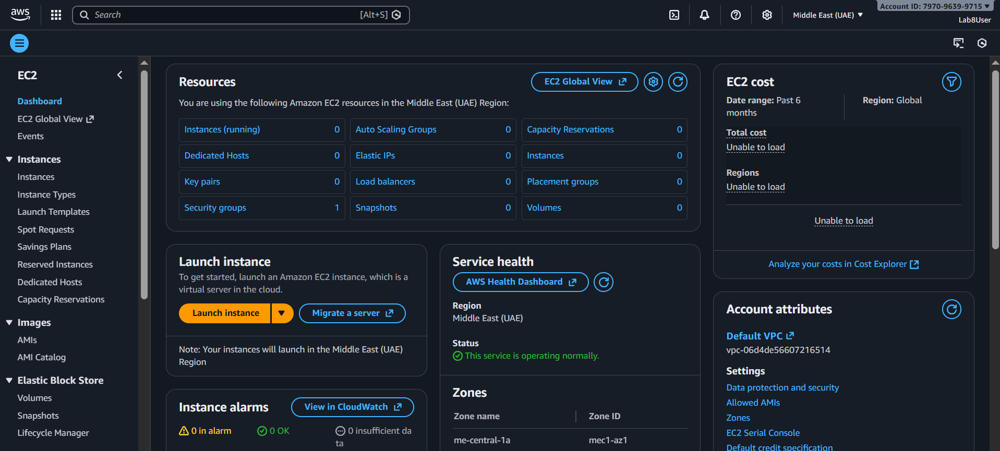 aws
Search
[Alt+S]
Middle East (UAE)
Account ID: 7970-9639-9715
Lab8User
EC2
Dashboard
EC2 Global View
Events
Instances
Instances
Instance Types
Launch Templates
Spot Requests
Savings Plans
Reserved Instances
Dedicated Hosts
Capacity Reservations
Images
AMIs
AMI Catalog
Elastic Block Store
Volumes
Snapshots
Lifecycle Manager
Resources
EC2 Global View
You are using the following Amazon EC2 resources in the Middle East (UAE) Region:
Instances (running) 0
Auto Scaling Groups 0
Capacity Reservations 0
Dedicated Hosts 0
Elastic IPs 0
Instances 0
Key pairs 0
Load balancers 0
Placement groups 0
Security groups 1
Snapshots 0
Volumes 0
Launch instance
To get started, launch an Amazon EC2 instance, which is a
virtual server in the cloud.
Launch instance
Migrate a server
Note: Your instances will launch in the Middle East (UAE)
Region
Instance alarms
View in CloudWatch
0 in alarm
0 OK
0 insufficient da
ta
Service health
AWS Health Dashboard
Region
Middle East (UAE)
Status
This service is operating normally.
Zones
Zone name
Zone ID
me-central-1a
mec1-az1
EC2 cost
Date range: Past 6
months
Region: Global
Total cost
Unable to load
Regions
Unable to load
Unable to load
Analyze your costs in Cost Explorer
Account attributes
Default VPC
vpc-06d4de56607216514
Settings
Data protection and security
Allowed AMIs
Zones
EC2 Serial Console
Default credit specification